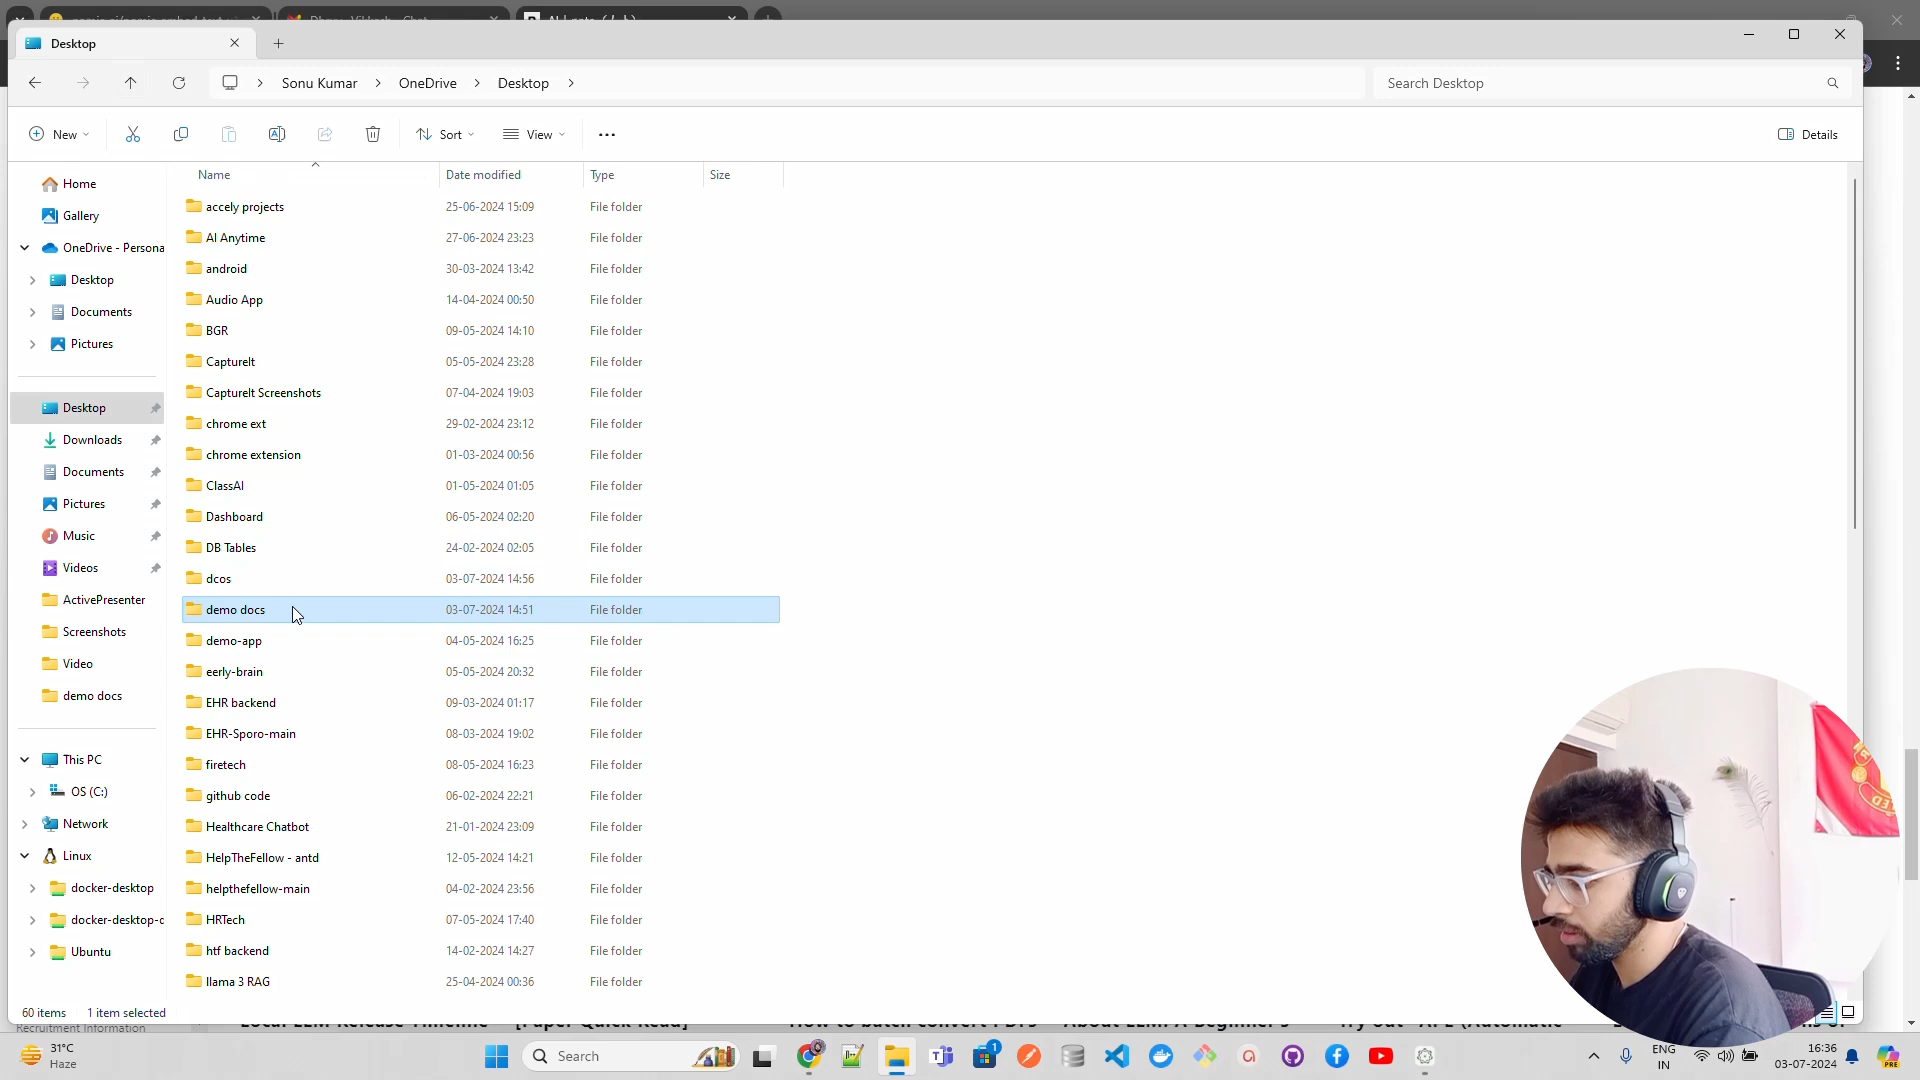 Desktop
Sonu Kumar
OneDrive
Desktop
Search Desktop
New
Sort
View
Details
Name
Date modified
Type
Size
Home
Gallery
OneDrive - Persona
Desktop
Documents
Pictures
Desktop
Downloads
Documents
Pictures
Music
Videos
ActivePresenter
Screenshots
Video
demo docs
This PC
OS (C:)
Network
Linux
docker-desktop
docker-desktop-d
Ubuntu
accely projects 25-06-2024 15:09 File folder
AI Anytime 27-06-2024 23:23 File folder
android 30-03-2024 13:42 File folder
Audio App 14-04-2024 00:50 File folder
BGR 09-05-2024 14:10 File folder
CaptureIt 05-05-2024 23:28 File folder
CaptureIt Screenshots 07-04-2024 19:03 File folder
chrome ext 29-02-2024 23:12 File folder
chrome extension 01-03-2024 00:56 File folder
ClassAI 01-05-2024 01:05 File folder
Dashboard 06-05-2024 02:20 File folder
DB Tables 24-02-2024 02:05 File folder
dcos 03-07-2024 14:56 File folder
demo docs 03-07-2024 14:51 File folder
demo-app 04-05-2024 16:25 File folder
eerly-brain 05-05-2024 20:32 File folder
EHR backend 09-03-2024 01:17 File folder
EHR-Sporo-main 08-03-2024 19:02 File folder
firetech 08-05-2024 16:23 File folder
github code 06-02-2024 22:21 File folder
Healthcare Chatbot 21-01-2024 23:09 File folder
HelpTheFellow - antd 12-05-2024 14:21 File folder
helpthefellow-main 04-02-2024 23:56 File folder
HRTech 07-05-2024 17:40 File folder
htf backend 14-02-2024 14:27 File folder
llama 3 RAG 25-04-2024 00:36 File folder
60 items 1 item selected
Recruitment Information
31°C
Haze
Search
1
ENG
IN
16:36
03-07-2024
PRE